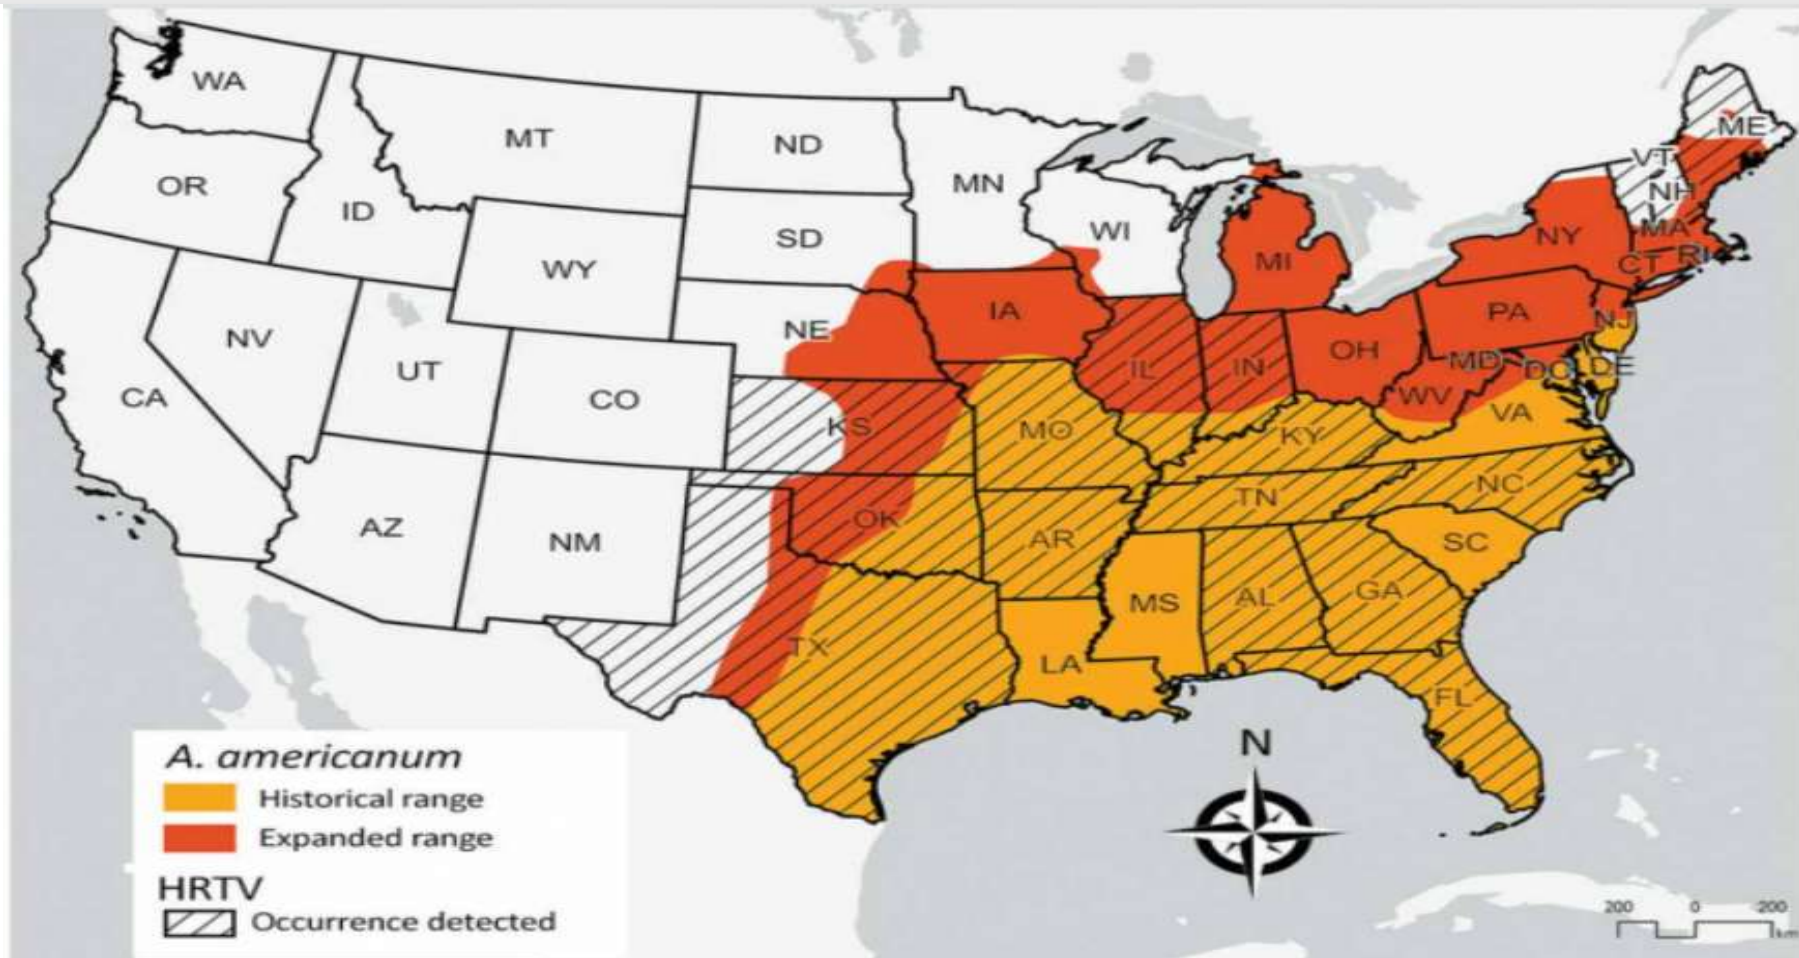 WA
MT
ND
MN
ME
VT
NH
OR
ID
SD
WI
NY
MA
WY
MI
CT
RI
NV
NE
IA
PA
NJ
UT
CO
IL
IN
OH
MD
DC
DE
CA
KS
MO
WV
VA
KY
AZ
NM
OK
AR
TN
NC
SC
TX
LA
MS
AL
GA
FL
N
A. americanum
Historical range
Expanded range
HRTV
Occurrence detected
200 0 200
km